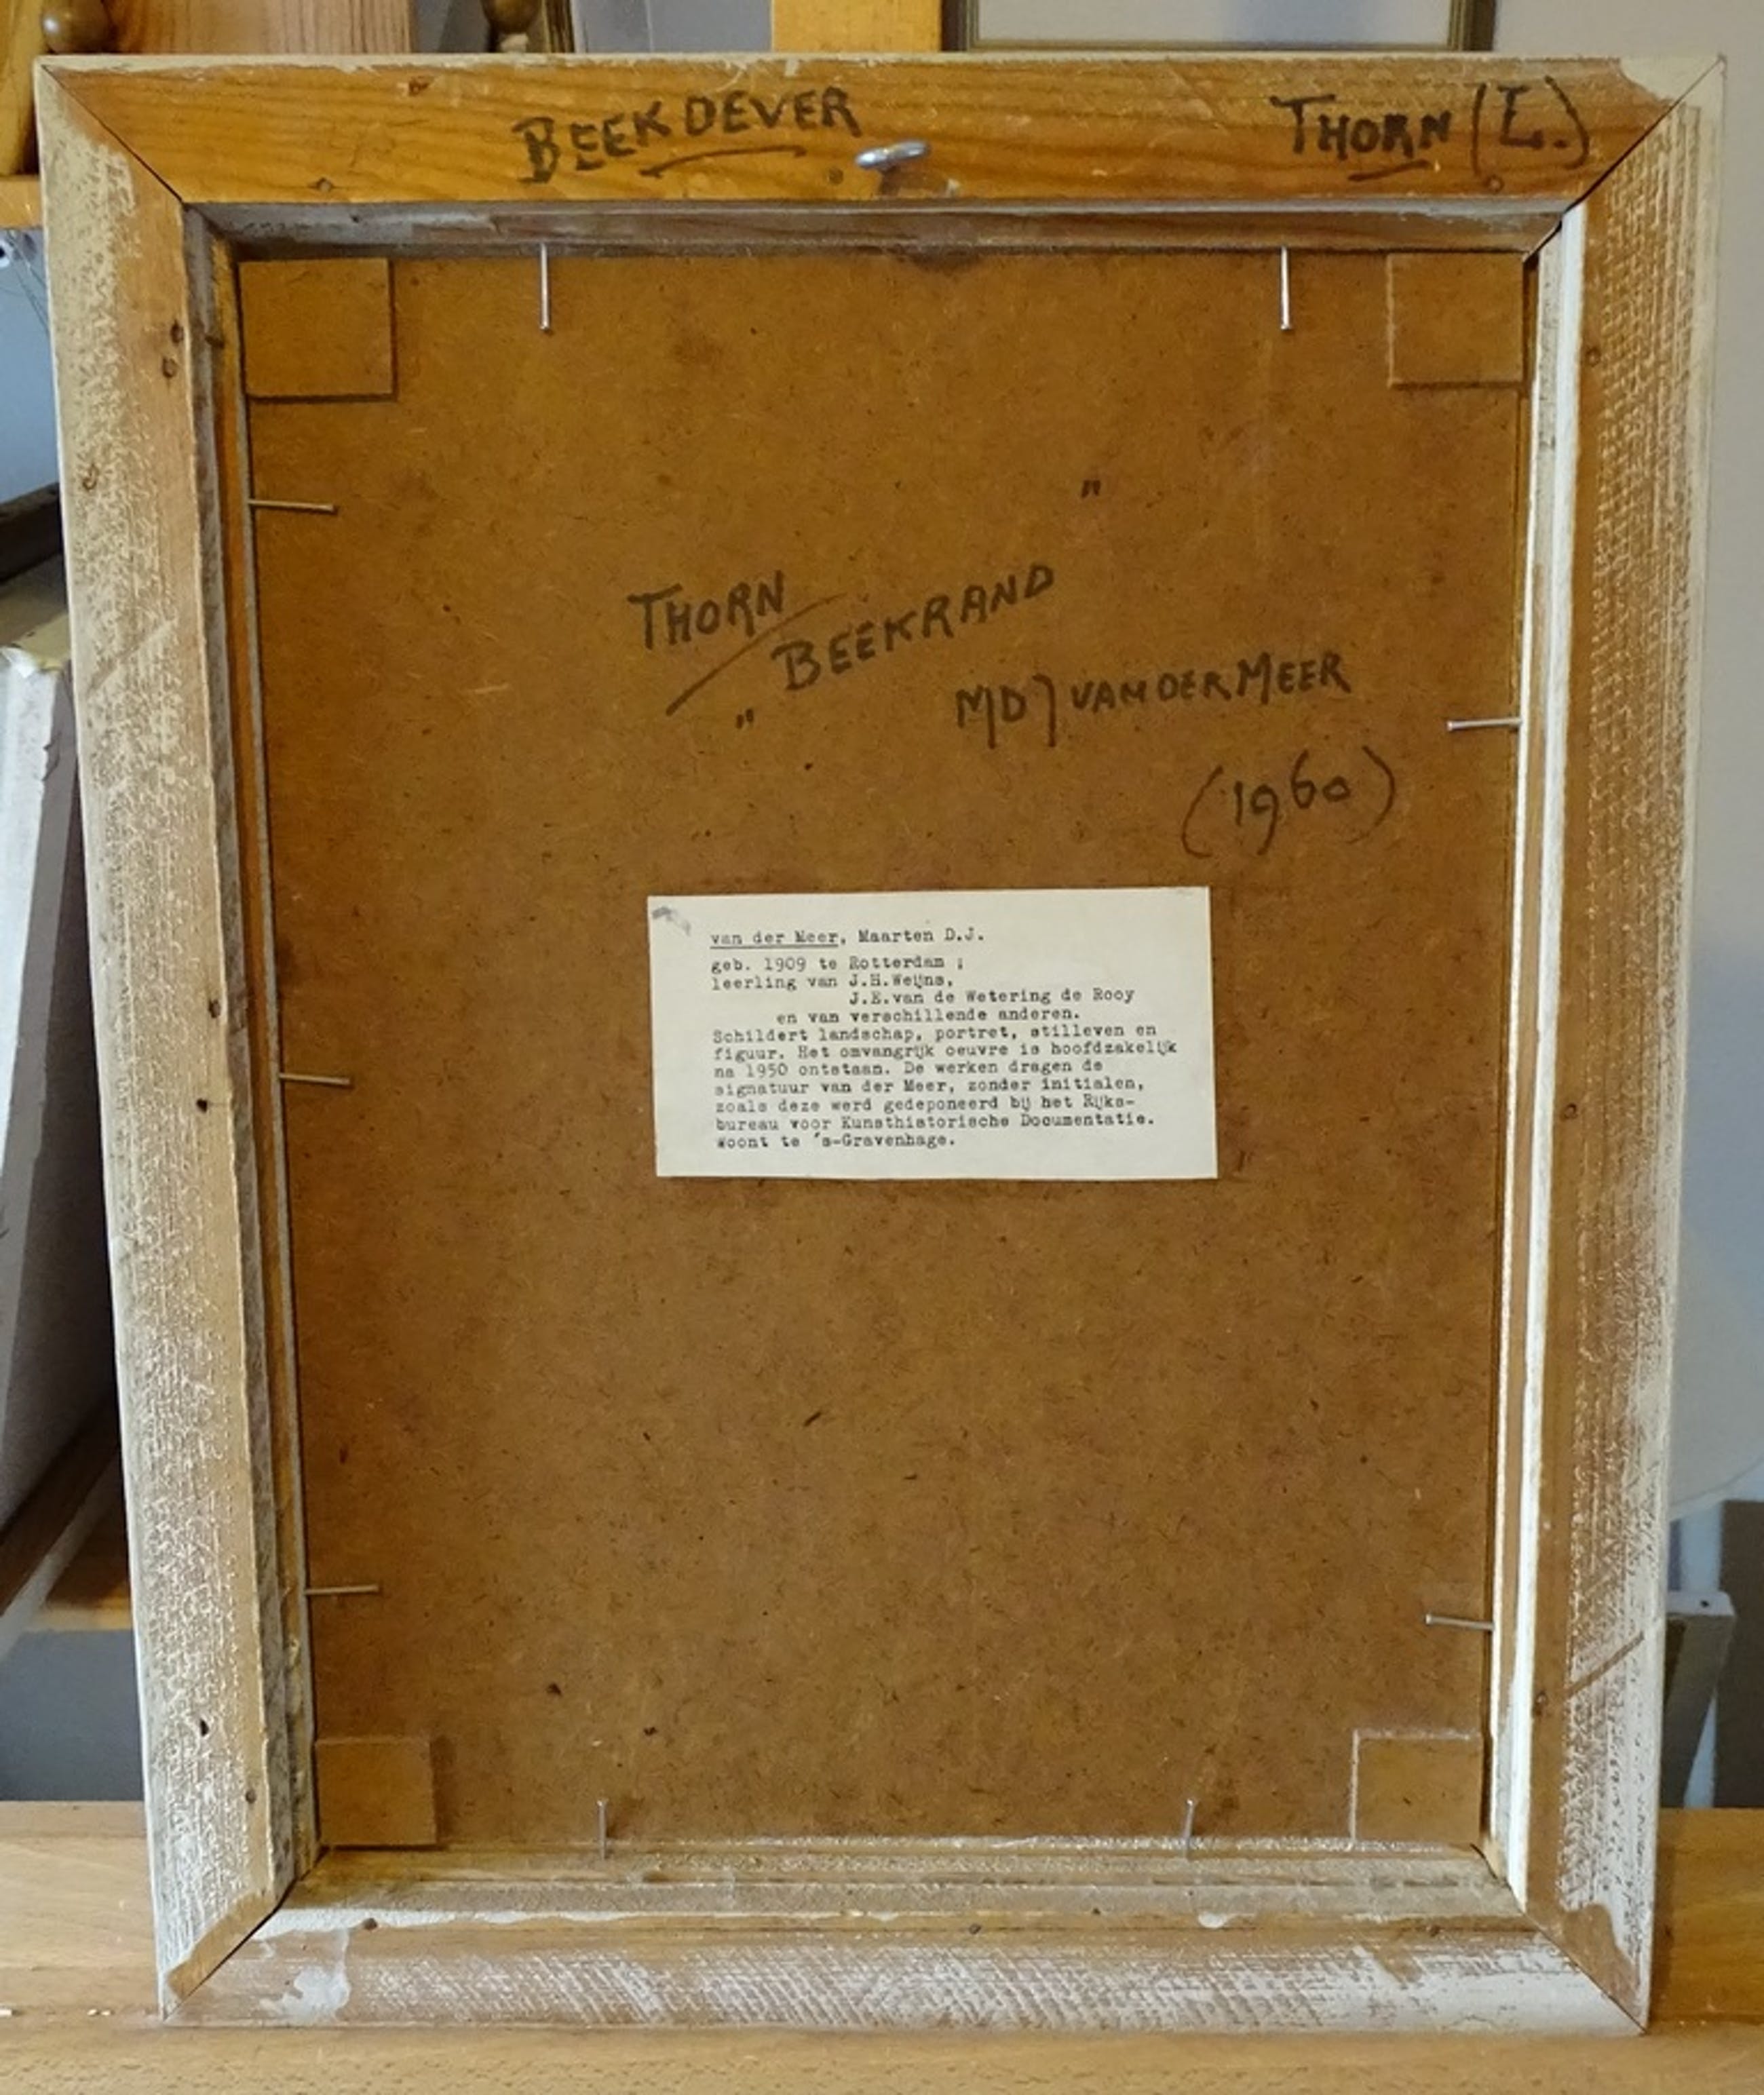 BEEKOEVER
THORN (L.)
THORN
"BEEKRAND"
MDJ VAN DER MEER
(1960)
van der Meer, Maarten D.J.
geb. 1909 te Rotterdam ;
leerling van J.H.Weijns,
J.E.van de Wetering de Rooy
en van verschillende anderen.
Schildert landschap, portret, stilleven en
figuur. Het omvangrijk oeuvre is hoofdzakelijk
na 1950 ontstaan. De werken dragen de
signatuur van der Meer, zonder initialen,
zoals deze werd gedeponeerd bij het Rijks-
bureau voor Kunsthistorische Documentatie.
Woont te 's-Gravenhage.